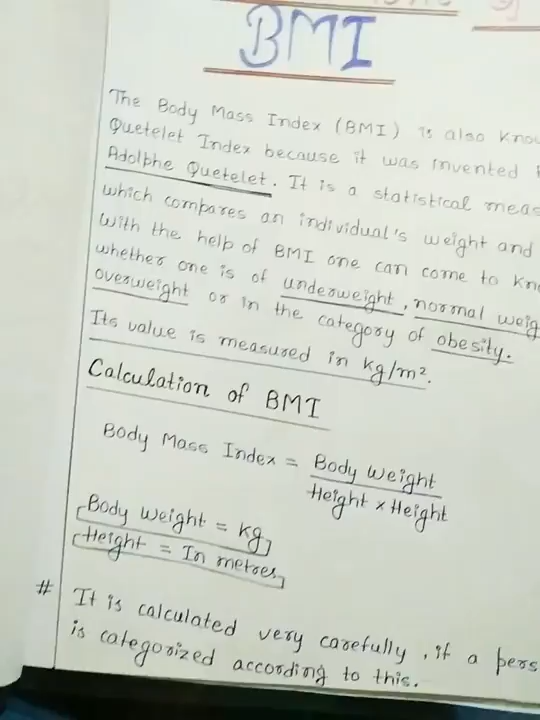 BMI
The Body Mass Index (BMI) is also
Quetelet Index because it was invented
Adolphe Quetelet. It is a statistical
which compares an individual's weight and
With the help of BMI one can come to
whether one is of underweight, normal
overweight or in the category of obesity.
Its value is measured in kg/m².
Calculation of BMI
Body Mass Index = Body Weight
Height × Height
Body Weight = kg
Height = In metres
# It is calculated very carefully, if a
is categorized according to this.